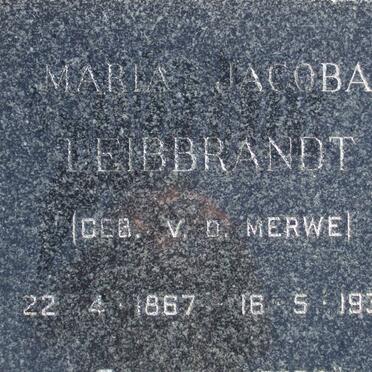 MARIA JACOBA
LEIBBRANDT
(GEB. V. D. MERWE)
22·4·1867 - 16·5·193